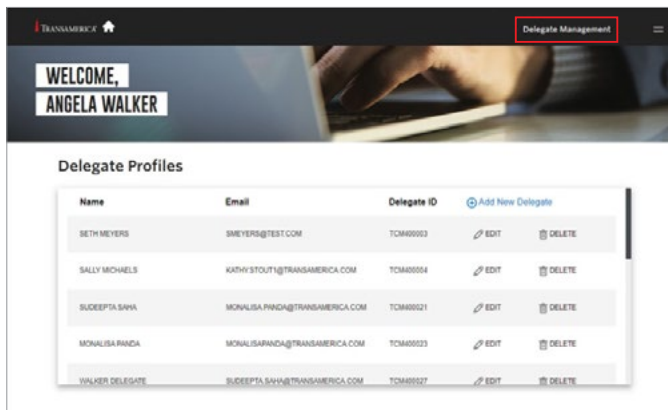 TRANSAMERICA Delegate Management
WELCOME,
ANGELA WALKER
Delegate Profiles
Name Email Delegate ID Add New Delegate
SETH MEYERS SMEYERS@TEST.COM TCM400003 EDIT DELETE
SALLY MICHAELS KATHY.STOUT1@TRANSAMERICA.COM TCM400004 EDIT DELETE
SUDEEPTA SAHA MONALISA.PANDA@TRANSAMERICA.COM TCM400021 EDIT DELETE
MONALISA PANDA MONALISAPANDA@TRANSAMERICA.COM TCM400023 EDIT DELETE
WALKER DELEGATE SUDEEPTA.SAHA@TRANSAMERICA.COM TCM400027 EDIT DELETE